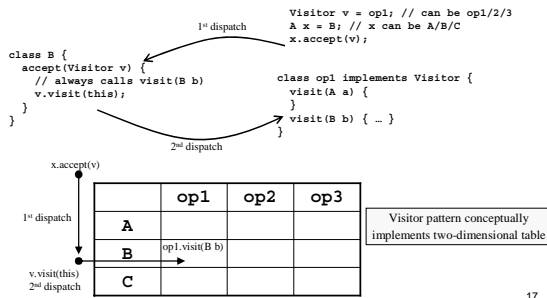 Visitor v = op1; // can be op1/2/3
A x = B; // x can be A/B/C
x.accept(v);
1st dispatch
class B {
accept(Visitor v) {
// always calls visit(B b)
v.visit(this);
}
}
class op1 implements Visitor {
visit(A a) {
}
visit(B b) { … }
}
2nd dispatch
x.accept(v)
1st dispatch
v.visit(this)
2nd dispatch
op1 op2 op3
A
B op1.visit(B b)
C
Visitor pattern conceptually
implements two-dimensional table
17